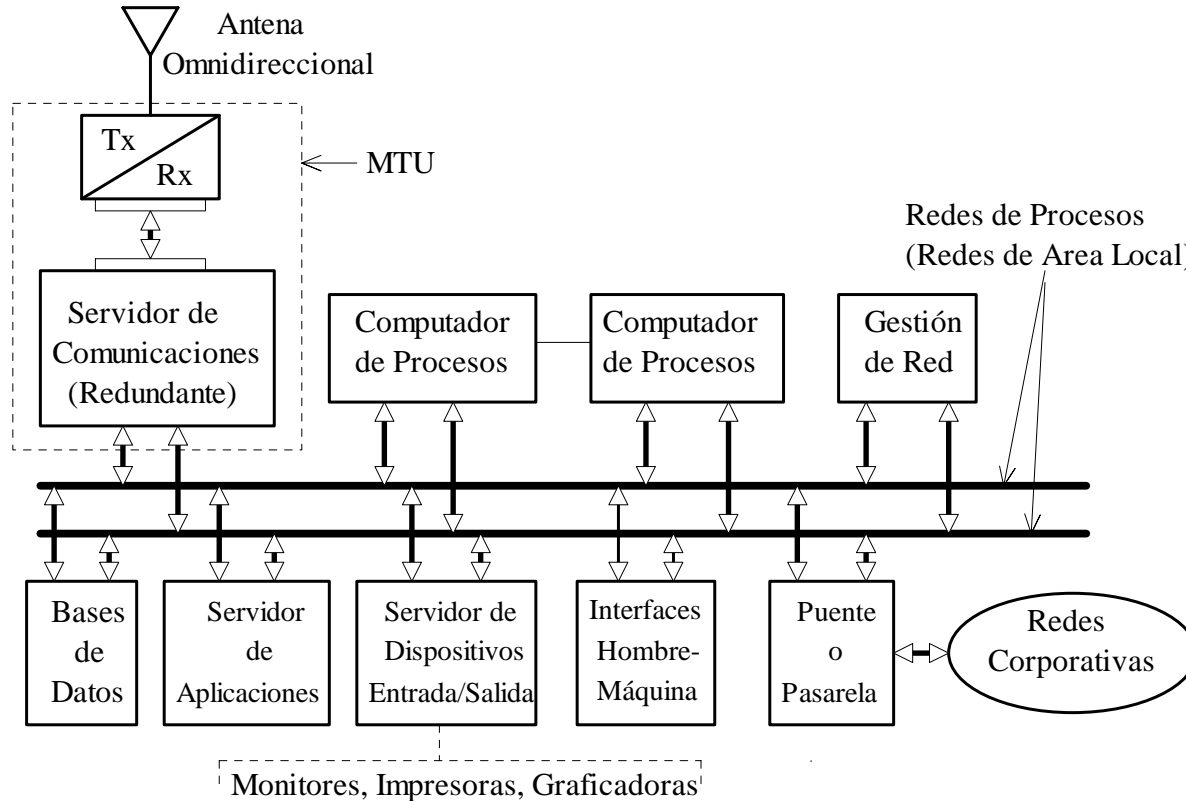 Antena
Omnidireccional
Tx
Rx
MTU
Redes de Procesos
(Redes de Area Local)
Servidor de
Comunicaciones
(Redundante)
Computador
de Procesos
Computador
de Procesos
Gestión
de Red
Bases
de
Datos
Servidor
de
Aplicaciones
Servidor de
Dispositivos
Entrada/Salida
Interfaces
Hombre-
Máquina
Puente
o
Pasarela
Redes
Corporativas
Monitores, Impresoras, Graficadoras